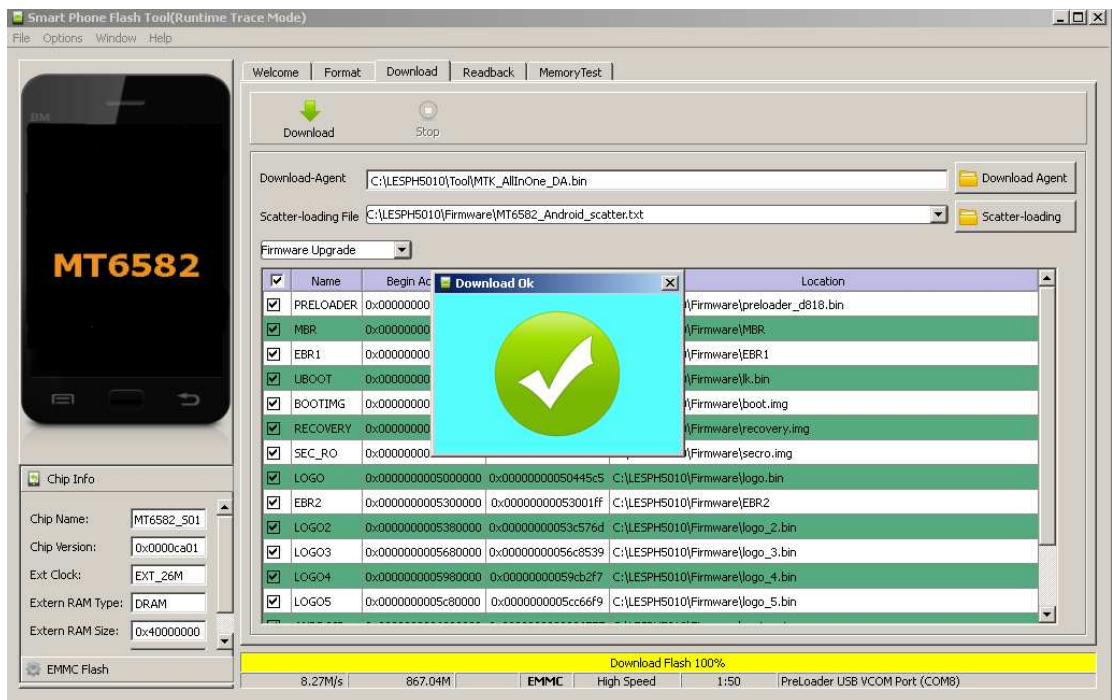 Smart Phone Flash Tool(Runtime Trace Mode)
File Options Window Help
BM
MT6582
Chip Info
Chip Name: MT6582_S01
Chip Version: 0x0000ca01
Ext Clock: EXT_26M
Extern RAM Type: DRAM
Extern RAM Size: 0x40000000
EMMC Flash
Welcome Format Download Readback MemoryTest
Download Stop
Download-Agent C:\LESPH5010\Tool\MTK_AllInOne_DA.bin Download Agent
Scatter-loading File C:\LESPH5010\Firmware\MT6582_Android_scatter.txt Scatter-loading
Firmware Upgrade
Name Begin Location
Download Ok
PRELOADER 0x00000000 \Firmware\preloader_d818.bin
MBR 0x00000000 \Firmware\MBR
EBR1 0x00000000 \Firmware\EBR1
UBOOT 0x00000000 \Firmware\lk.bin
BOOTIMG 0x00000000 \Firmware\boot.img
RECOVERY 0x00000000 \Firmware\recovery.img
SEC_RO 0x00000000 \Firmware\secro.img
LOGO 0x0000000005000000 0x00000000050445c5 C:\LESPH5010\Firmware\logo.bin
EBR2 0x0000000005300000 0x00000000053001ff C:\LESPH5010\Firmware\EBR2
LOGO2 0x0000000005380000 0x00000000053c576d C:\LESPH5010\Firmware\logo_2.bin
LOGO3 0x0000000005680000 0x00000000056c8539 C:\LESPH5010\Firmware\logo_3.bin
LOGO4 0x0000000005980000 0x00000000059cb2f7 C:\LESPH5010\Firmware\logo_4.bin
LOGO5 0x0000000005c80000 0x0000000005cc66f9 C:\LESPH5010\Firmware\logo_5.bin
Download Flash 100%
8.27M/s 867.04M EMMC High Speed 1:50 PreLoader USB VCOM Port (COM8)